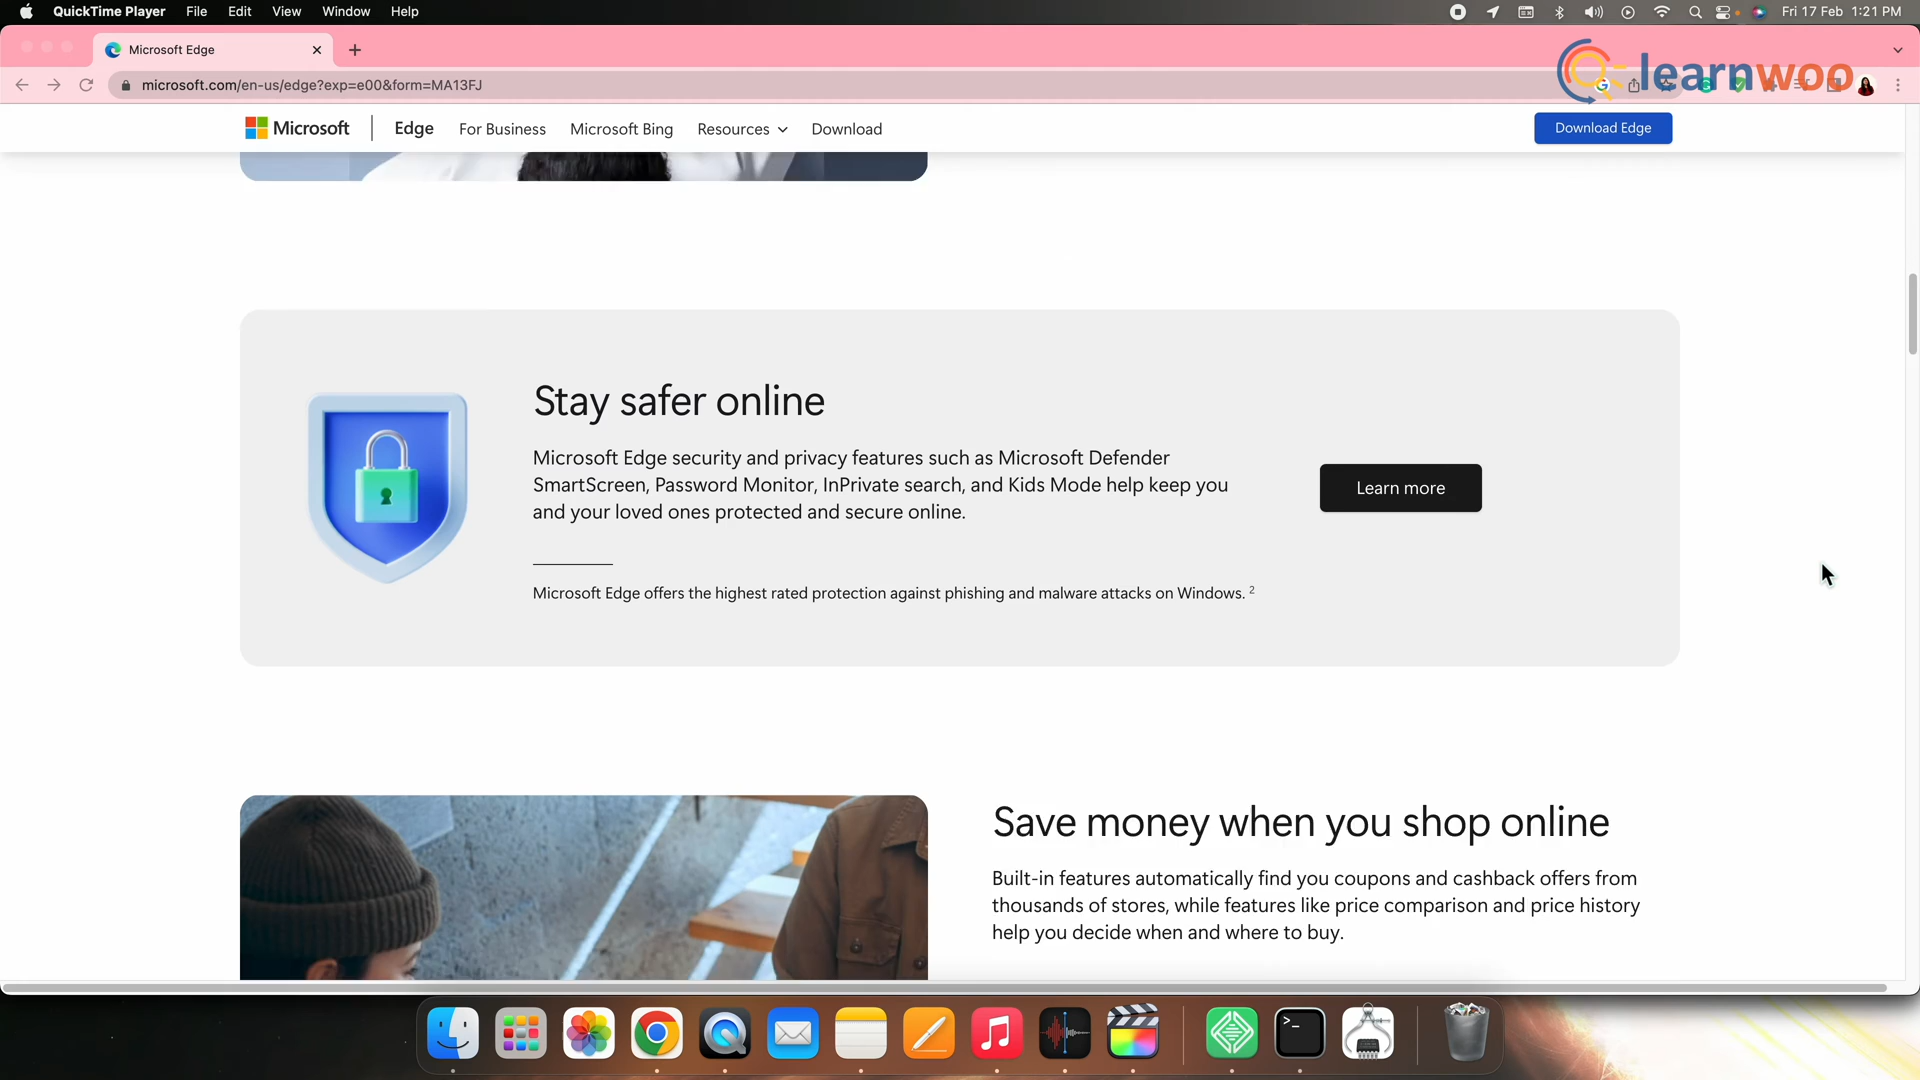 QuickTime Player File Edit View Window Help
Fri 17 Feb 1:21 PM
Microsoft Edge
microsoft.com/en-us/edge?exp=e00&form=MA13FJ
learnwoo
Microsoft Edge For Business Microsoft Bing Resources Download
Download Edge
Stay safer online
Microsoft Edge security and privacy features such as Microsoft Defender
SmartScreen, Password Monitor, InPrivate search, and Kids Mode help keep you
and your loved ones protected and secure online.
Learn more
Microsoft Edge offers the highest rated protection against phishing and malware attacks on Windows. 2
Save money when you shop online
Built-in features automatically find you coupons and cashback offers from
thousands of stores, while features like price comparison and price history
help you decide when and where to buy.